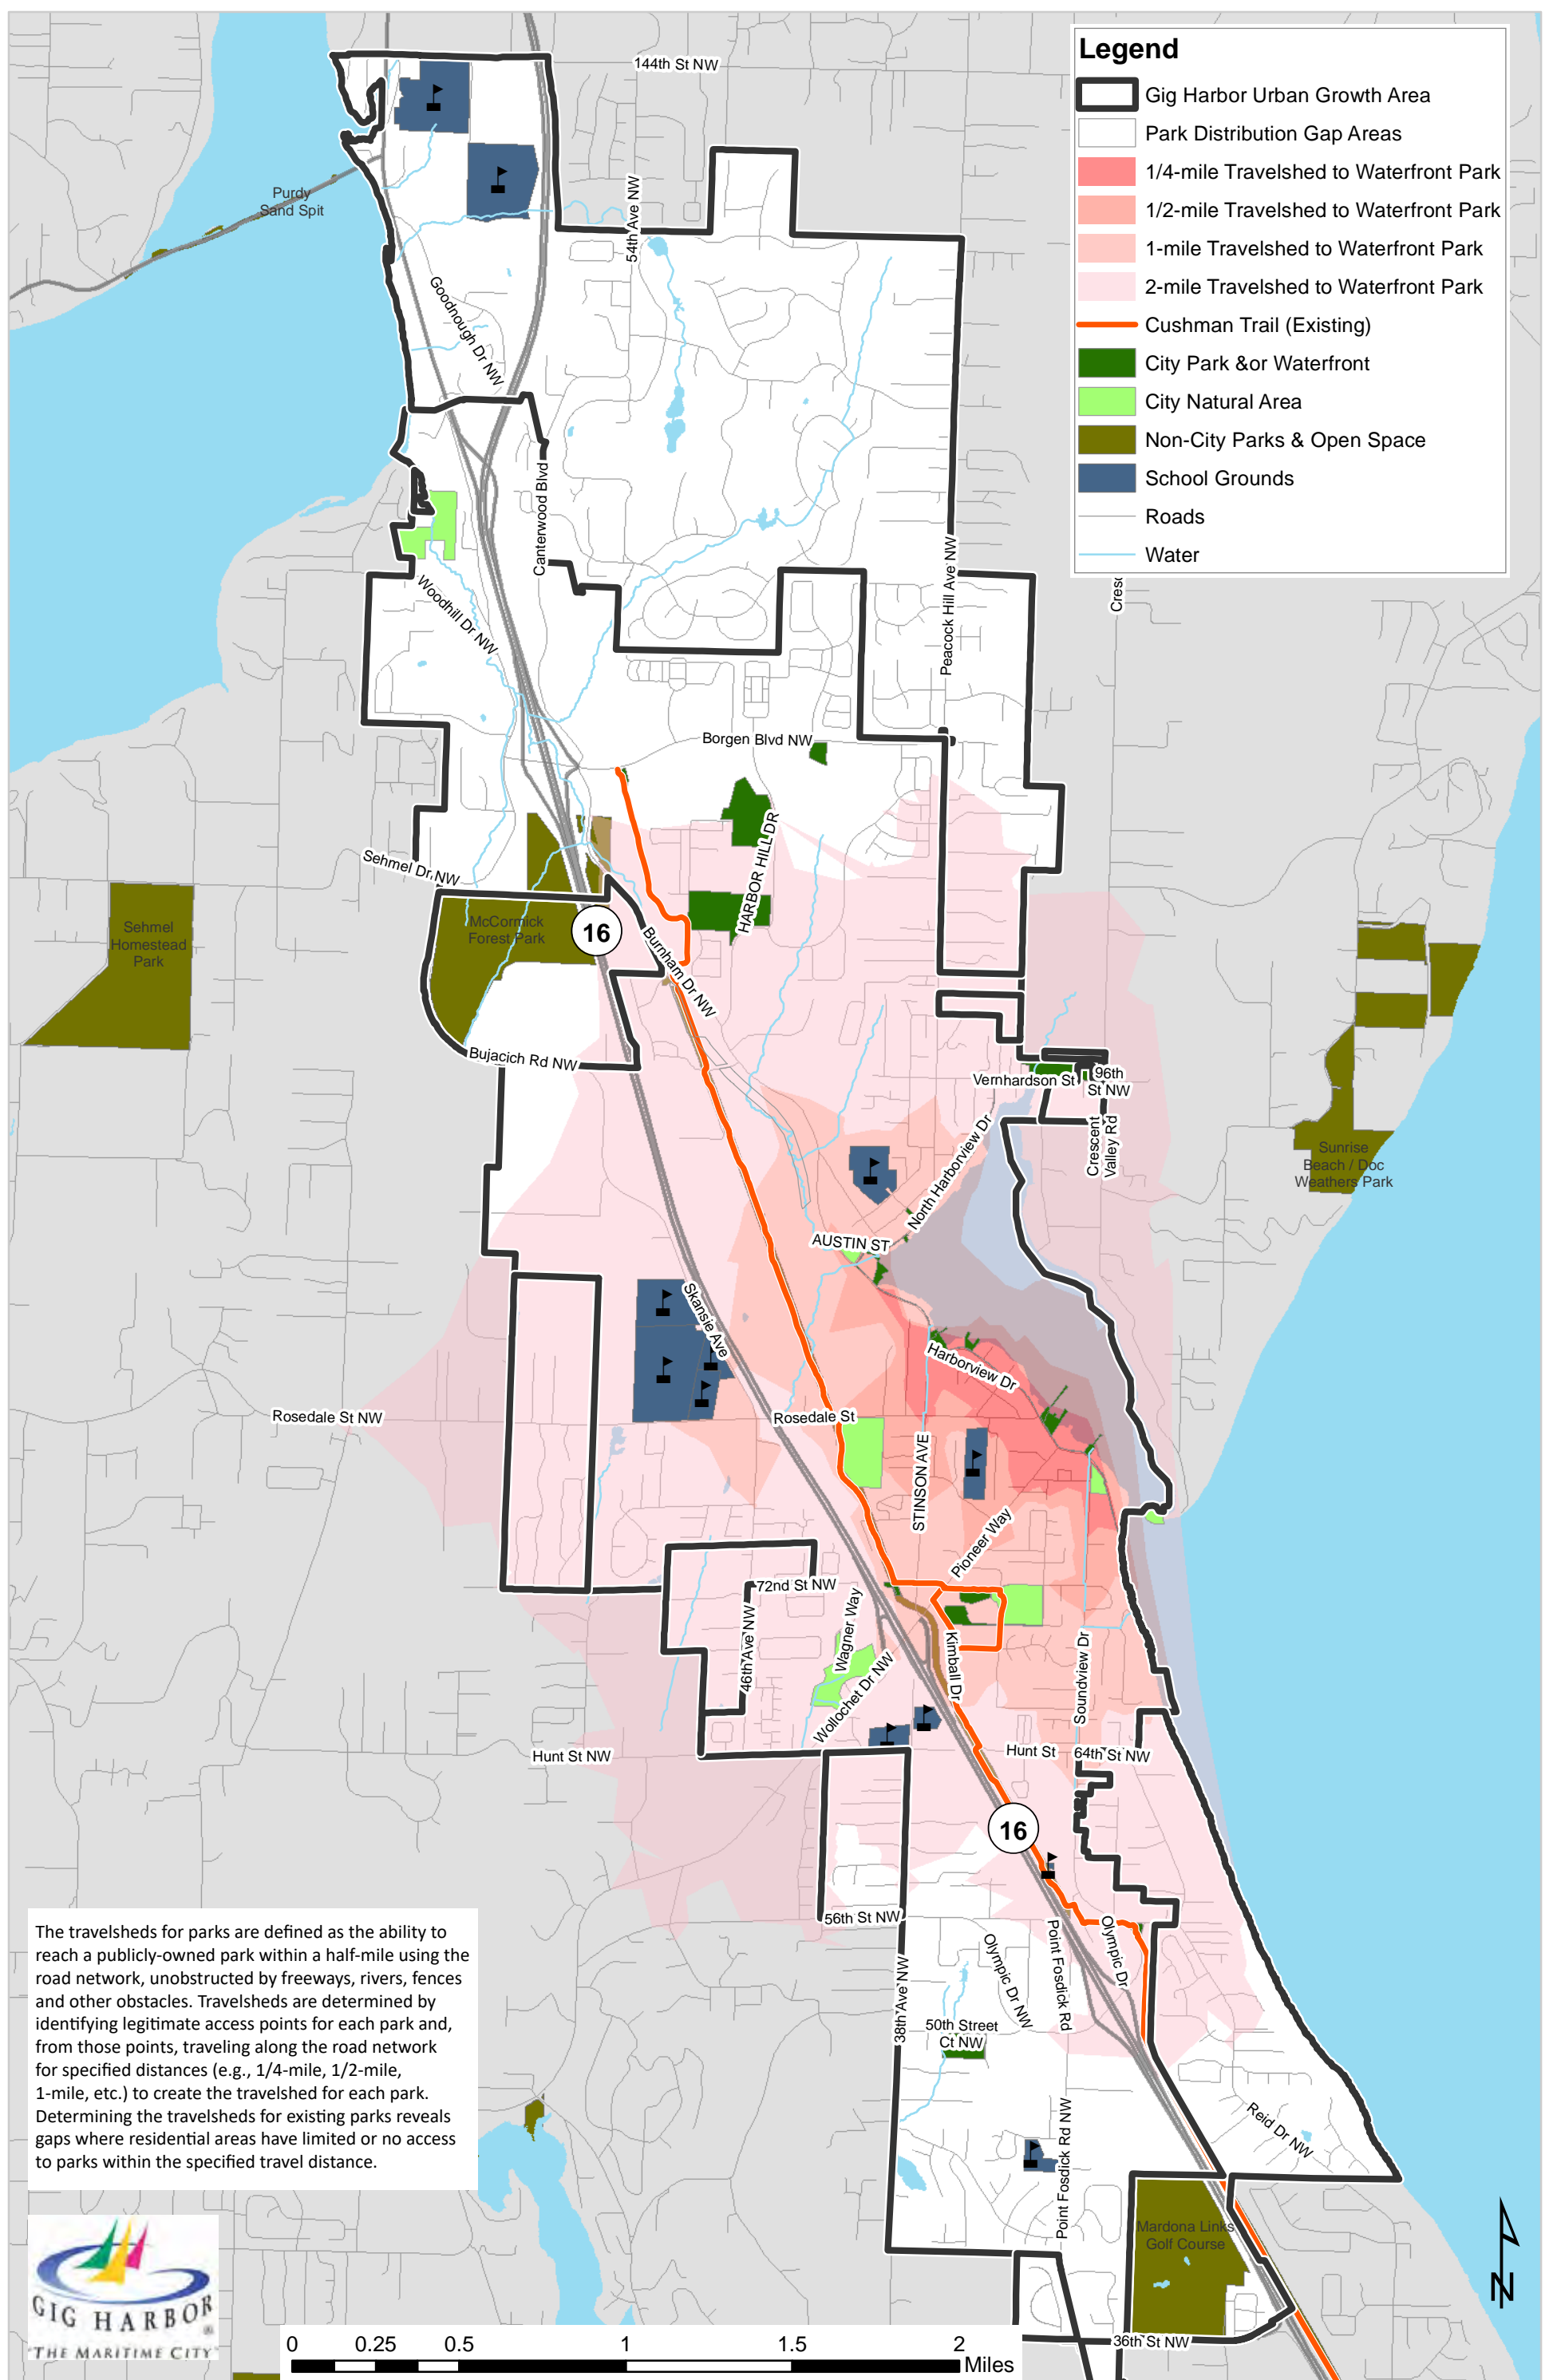 Legend
Gig Harbor Urban Growth Area
Park Distribution Gap Areas
1/4-mile Travelshed to Waterfront Park
1/2-mile Travelshed to Waterfront Park
1-mile Travelshed to Waterfront Park
2-mile Travelshed to Waterfront Park
Cushman Trail (Existing)
City Park &or Waterfront
City Natural Area
Non-City Parks & Open Space
School Grounds
Roads
Water
144th St NW
Purdy
Sand Spit
54th Ave NW
Goodnough Dr NW
Canterwood Blvd
Peacock Hill Ave NW
Cresc
Woodhill Dr NW
Borgen Blvd NW
HARBOR HILL DR
Sehmel Dr NW
Sehmel
Homestead
Park
McCormick
Forest Park
16
Burnham Dr NW
Bujacich Rd NW
Vernhardson St
96th
St NW
Crescent
Valley Rd
Sunrise
Beach / Doc
Weathers Park
North Harborview Dr
AUSTIN ST
Skansie Ave
Harborview Dr
Rosedale St NW
Rosedale St
STINSON AVE
Pioneer Way
72nd St NW
46th Ave NW
Wagner Way
Wollochet Dr NW
Kimball Dr
Soundview Dr
Hunt St NW
Hunt St
64th St NW
16
56th St NW
38th Ave NW
Olympic Dr NW
Point Fosdick Rd
Olympic Dr
50th Street
Ct NW
Point Fosdick Rd NW
Reid Dr NW
Mardona Links
Golf Course
36th St NW
The travelsheds for parks are defined as the ability to
reach a publicly-owned park within a half-mile using the
road network, unobstructed by freeways, rivers, fences
and other obstacles. Travelsheds are determined by
identifying legitimate access points for each park and,
from those points, traveling along the road network
for specified distances (e.g., 1/4-mile, 1/2-mile,
1-mile, etc.) to create the travelshed for each park.
Determining the travelsheds for existing parks reveals
gaps where residential areas have limited or no access
to parks within the specified travel distance.
GIG HARBOR®
"THE MARITIME CITY"
0 0.25 0.5 1 1.5 2
Miles
N